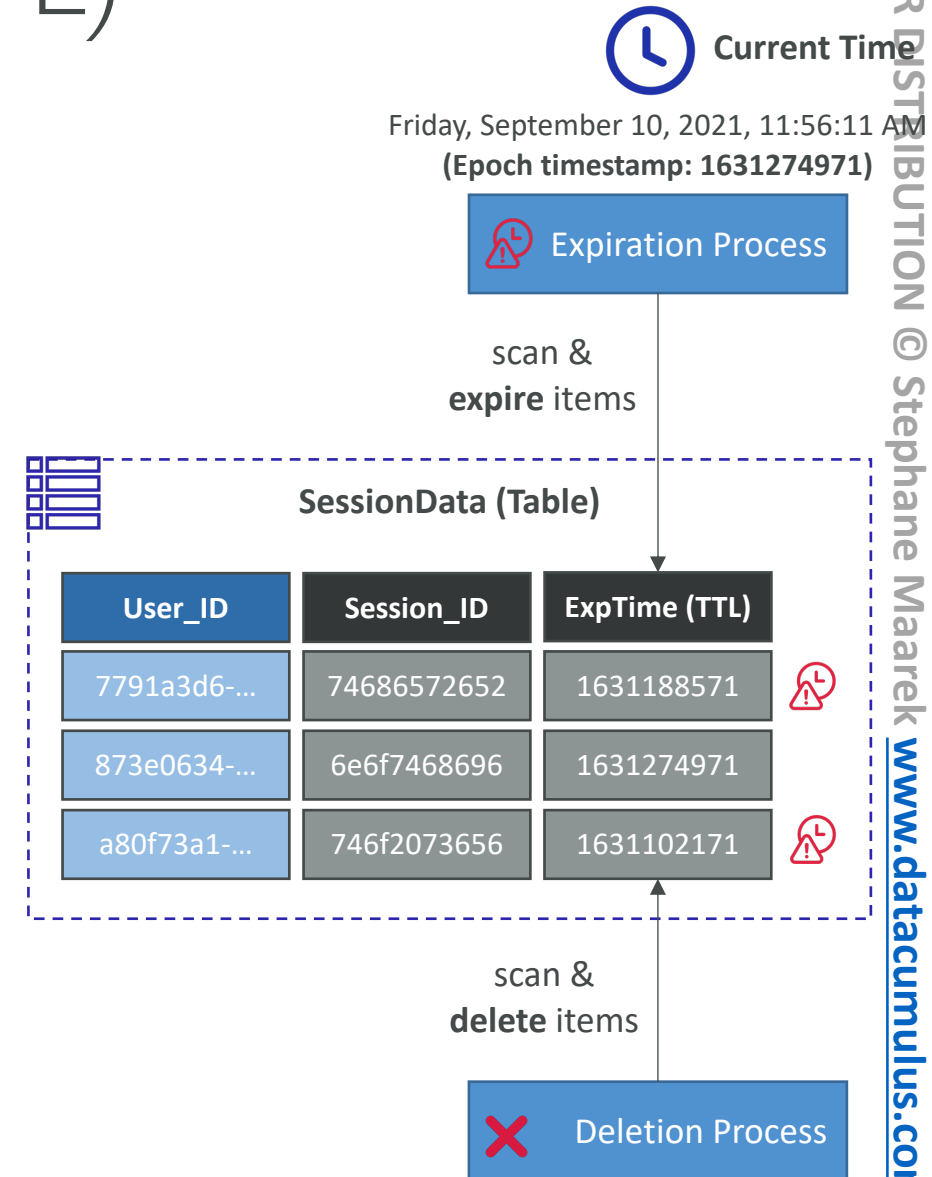 L)
Current Time
Friday, September 10, 2021, 11:56:11 AM
(Epoch timestamp: 1631274971)
Expiration Process
scan &
expire items
SessionData (Table)
User_ID
Session_ID
ExpTime (TTL)
7791a3d6-...
74686572652
1631188571
873e0634-...
6e6f7468696
1631274971
a80f73a1-...
746f2073656
1631102171
scan &
delete items
Deletion Process
R DISTRIBUTION © Stephane Maarek www.datacumulus.co